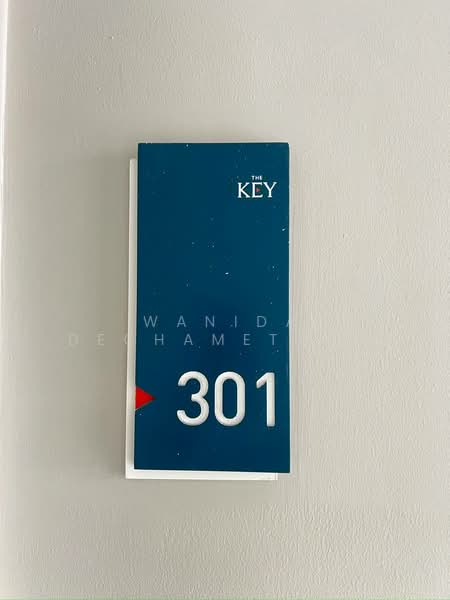 THE
KEY
WANIDA
DECHAMET
301